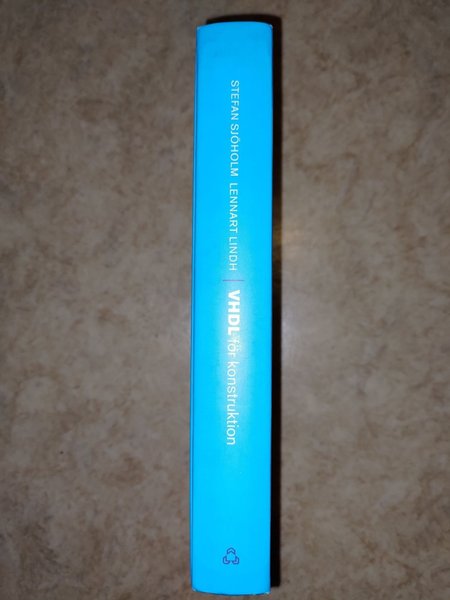 STEFAN SJÖHOLM LENNART LINDH | VHDL för konstruktion